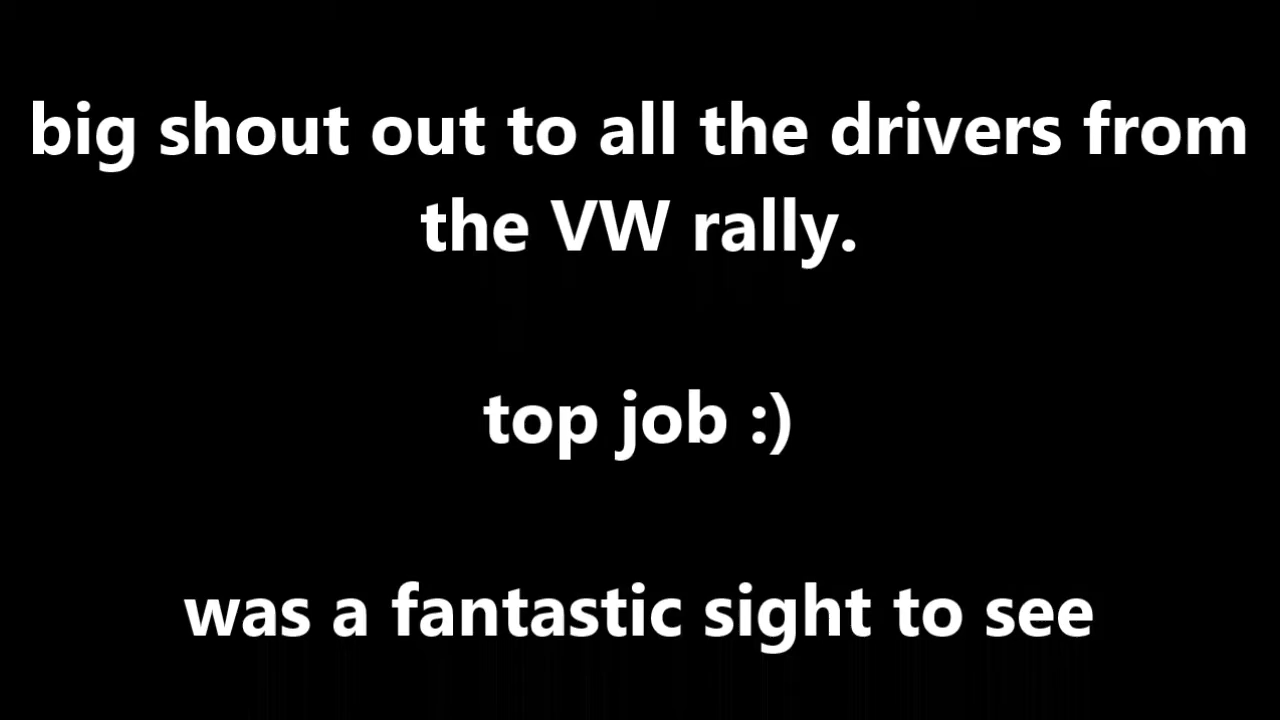 big shout out to all the drivers from
the VW rally.
top job :)
was a fantastic sight to see